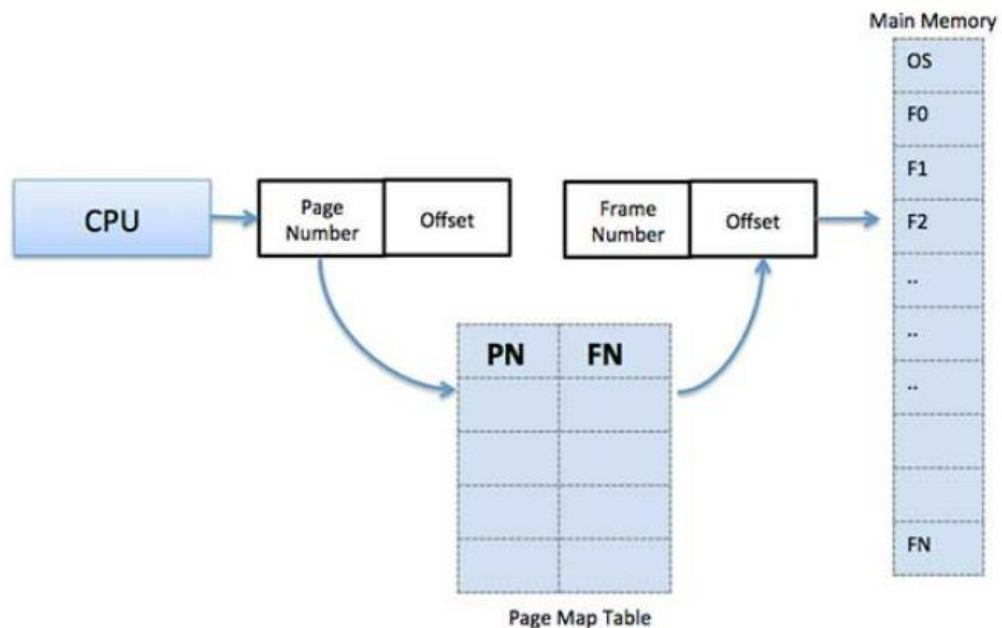 Main Memory
OS
F0
F1
F2
..
..
..
FN
CPU
Page
Number
Offset
Frame
Number
Offset
PN FN
Page Map Table